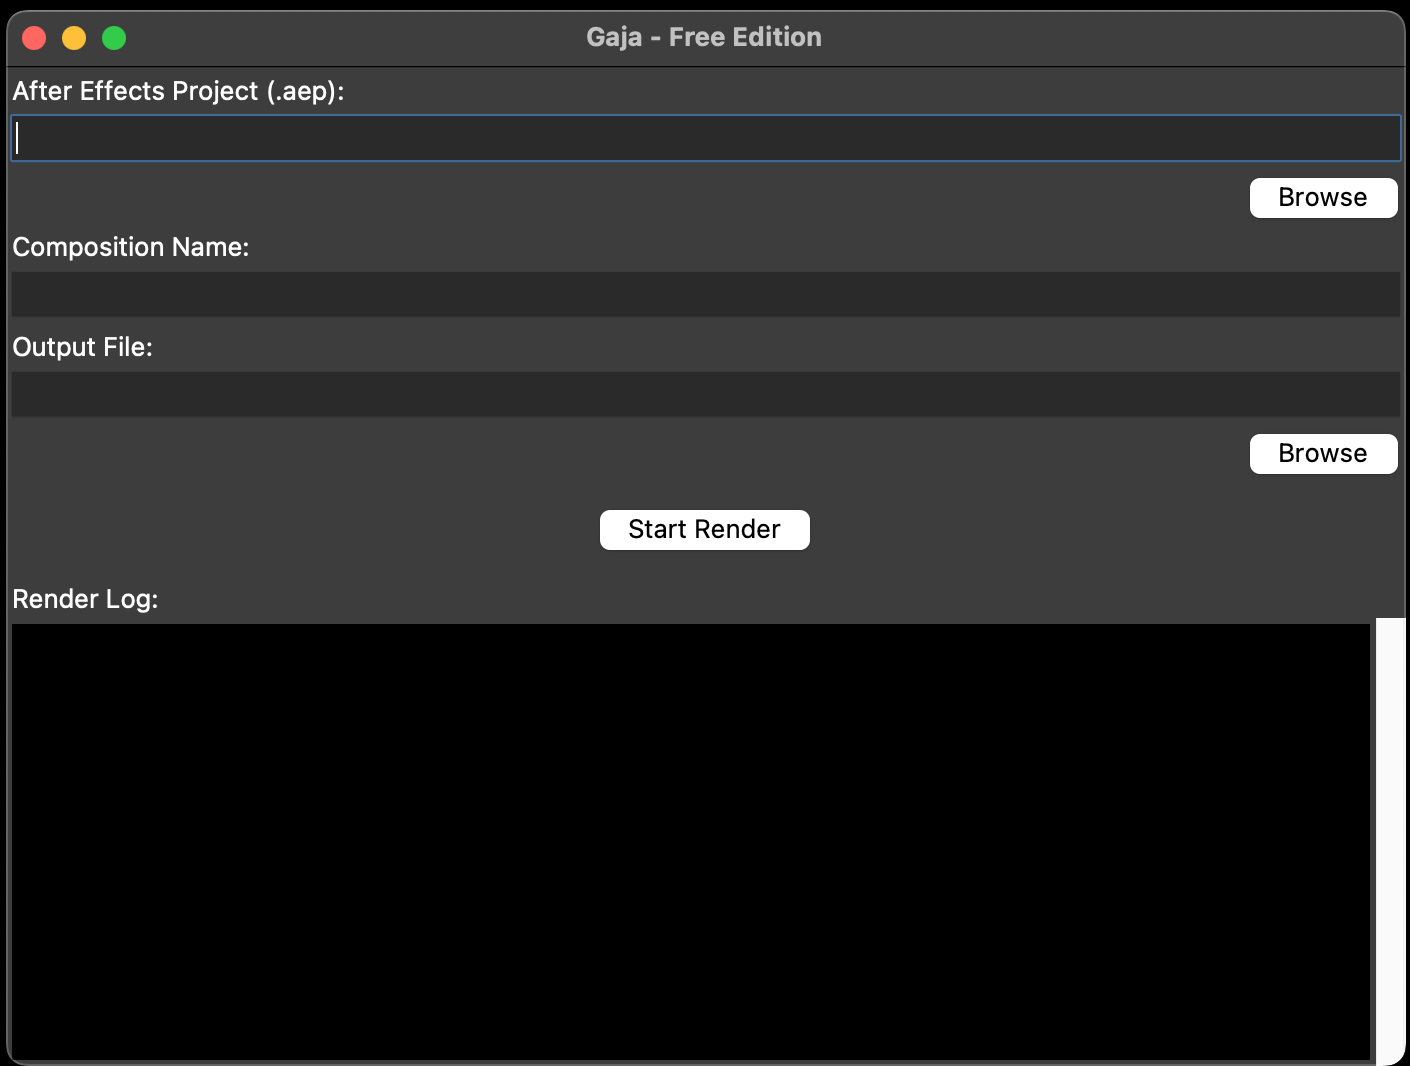 Gaja - Free Edition
After Effects Project (.aep):
Browse
Composition Name:
Output File:
Browse
Start Render
Render Log: